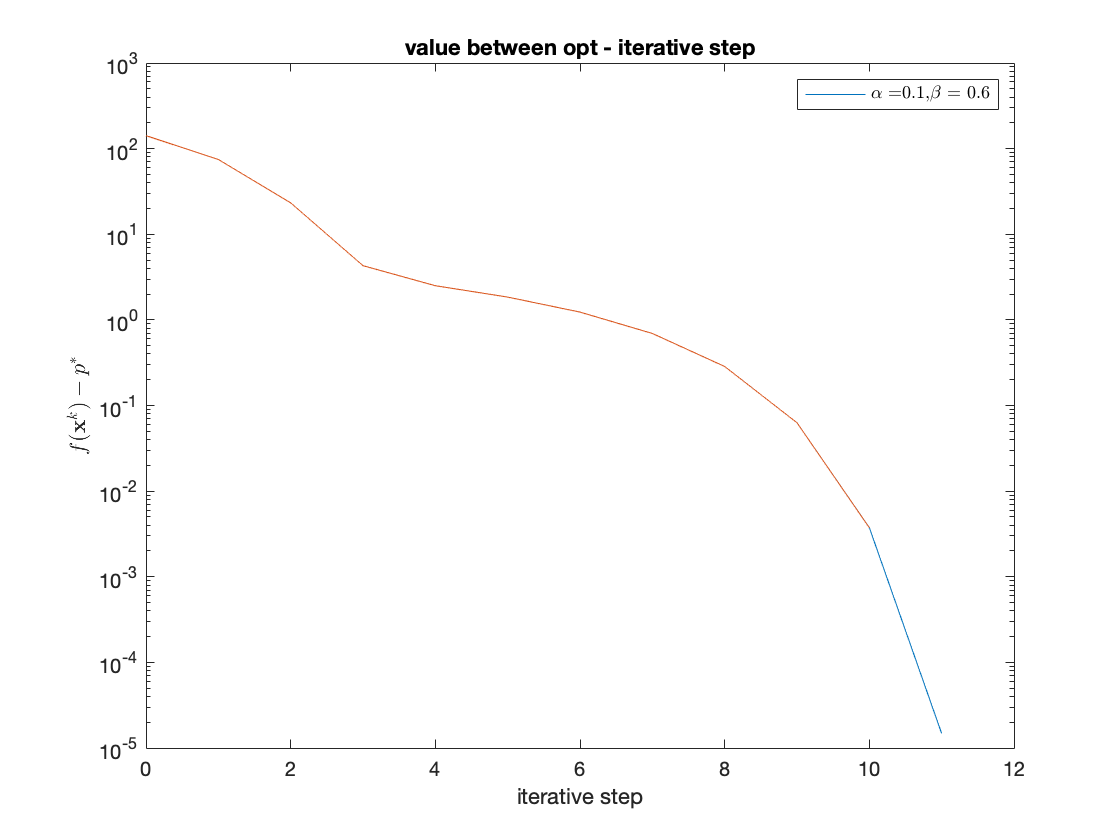 value between opt - iterative step
α =0.1,β = 0.6
10^3
10^2
10^1
10^0
10^-1
10^-2
10^-3
10^-4
10^-5
f(x^k) − p^*
0 2 4 6 8 10 12
iterative step